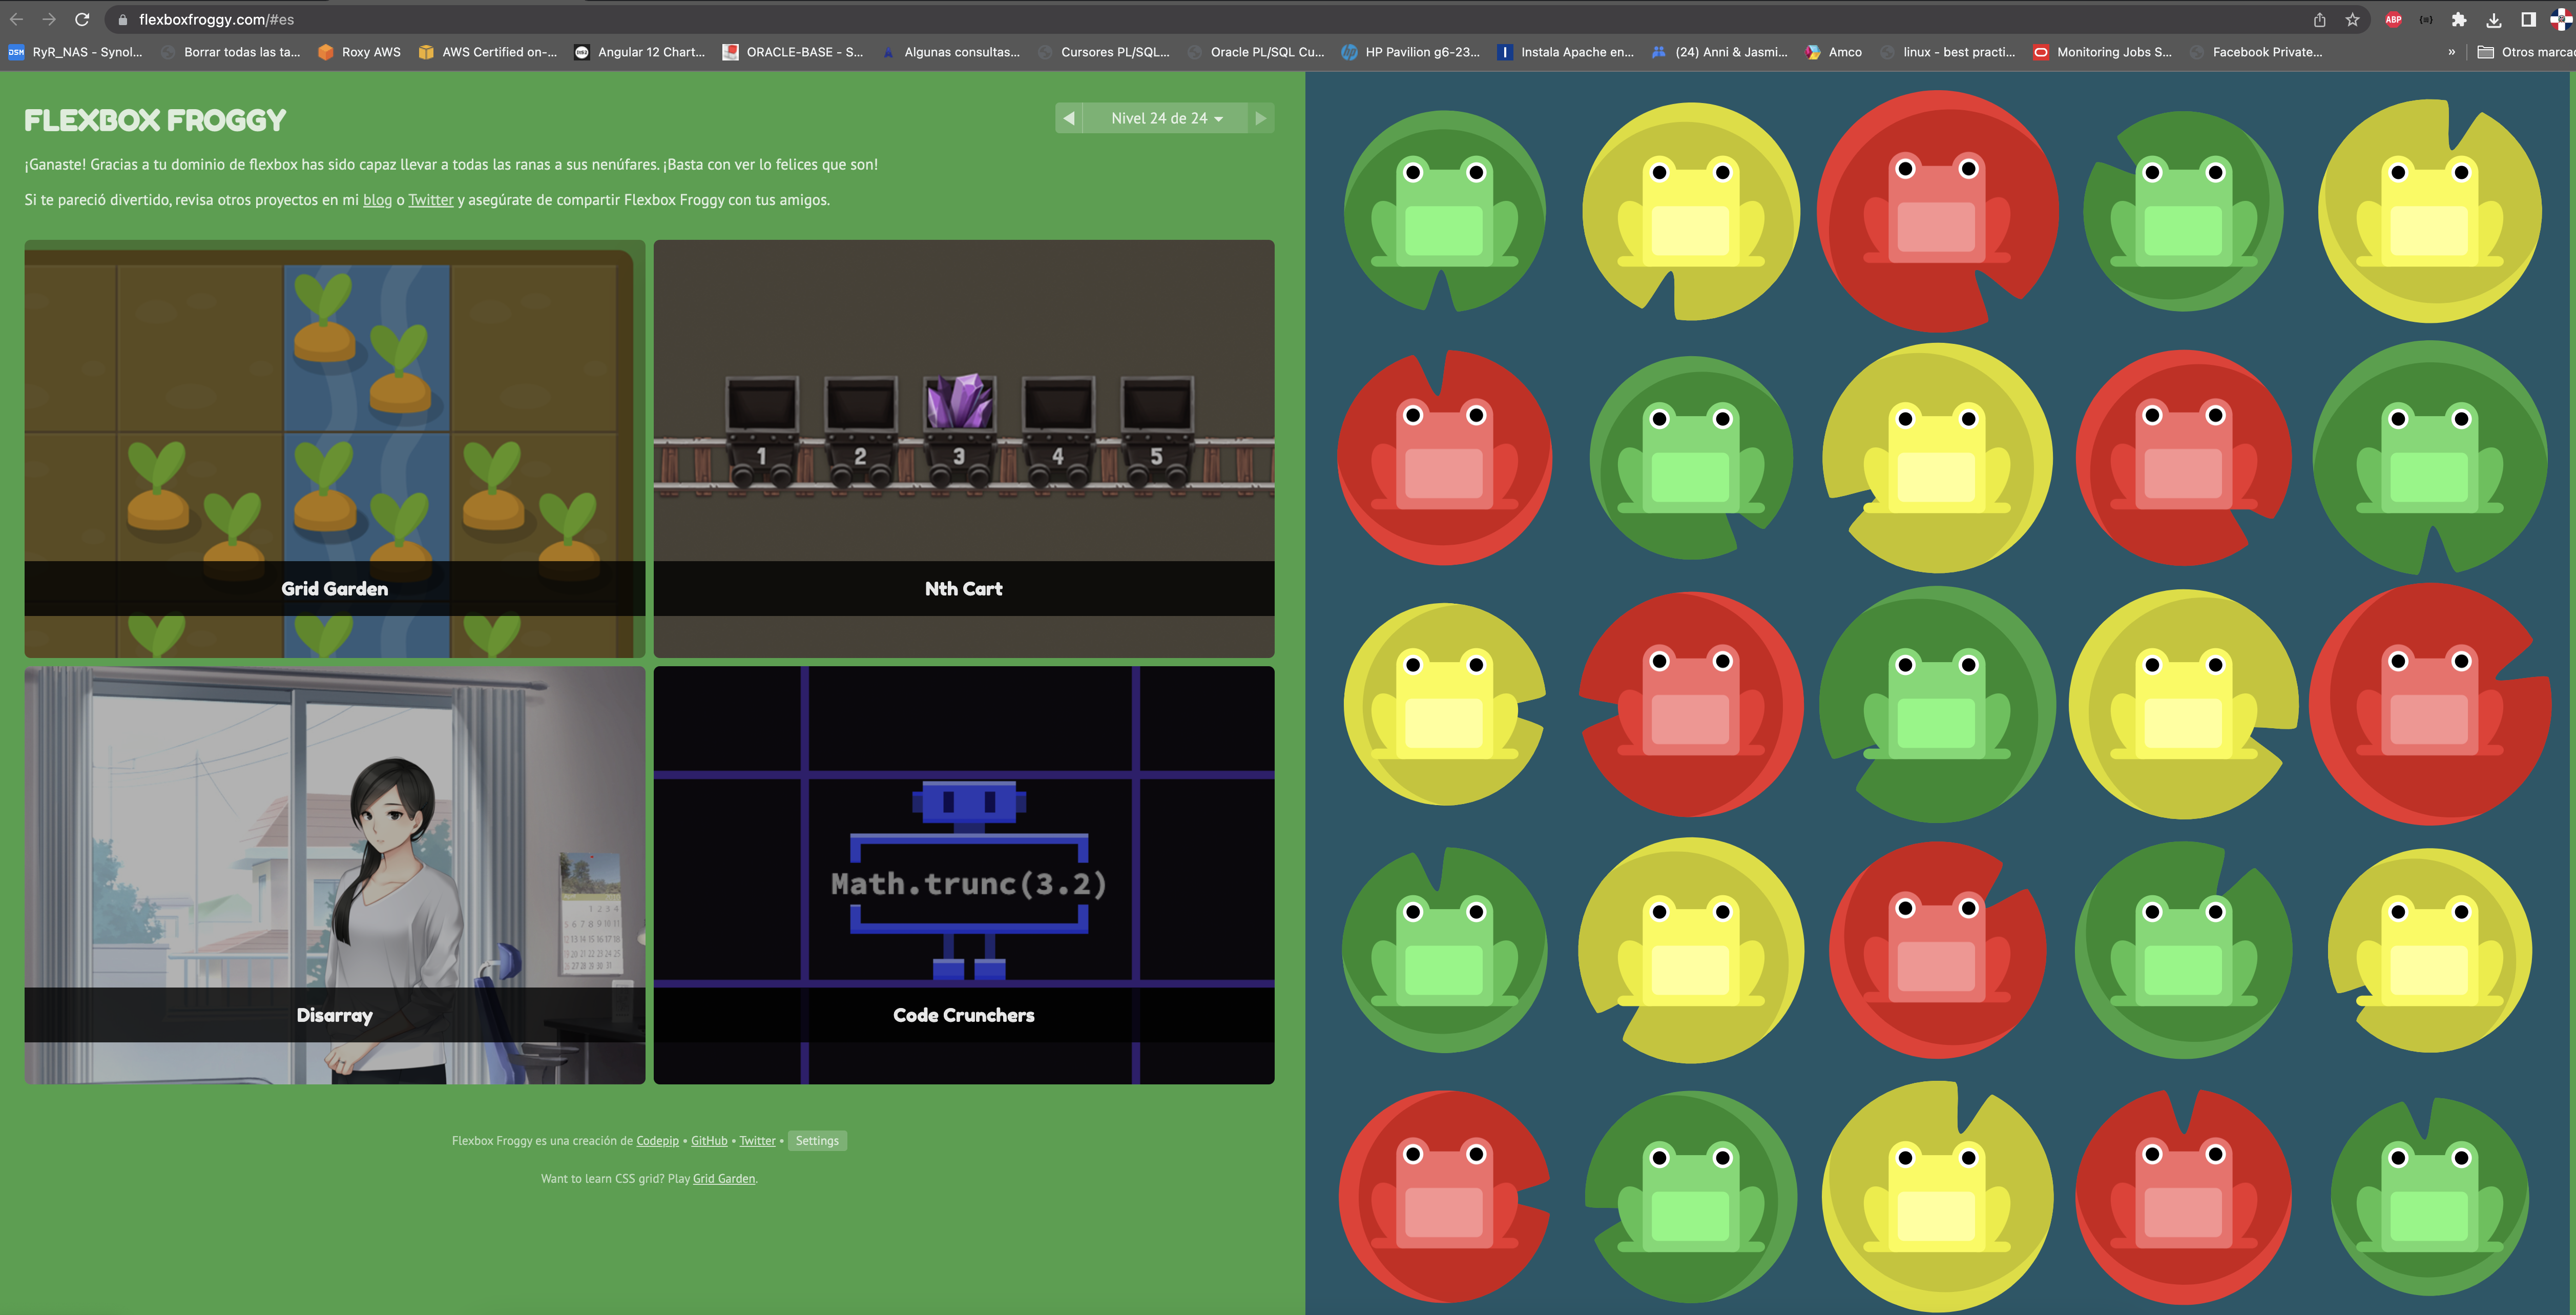 flexboxfroggy.com/#es
ABP
DSM RyR_NAS - Synol... Borrar todas las ta... Roxy AWS AWS Certified on-... Angular 12 Chart... ORACLE-BASE - S... Algunas consultas... Cursores PL/SQL... Oracle PL/SQL Cu... HP Pavilion g6-23... Instala Apache en... (24) Anni & Jasmi... Amco linux - best practi... Monitoring Jobs S... Facebook Private... » Otros marcad
FLEXBOX FROGGY
Nivel 24 de 24
¡Ganaste! Gracias a tu dominio de flexbox has sido capaz llevar a todas las ranas a sus nenúfares. ¡Basta con ver lo felices que son!
Si te pareció divertido, revisa otros proyectos en mi blog o Twitter y asegúrate de compartir Flexbox Froggy con tus amigos.
1 2 3 4 5
Grid Garden
Nth Cart
Math.trunc(3.2)
Disarray
Code Crunchers
Flexbox Froggy es una creación de Codepip • GitHub • Twitter • Settings
Want to learn CSS grid? Play Grid Garden.